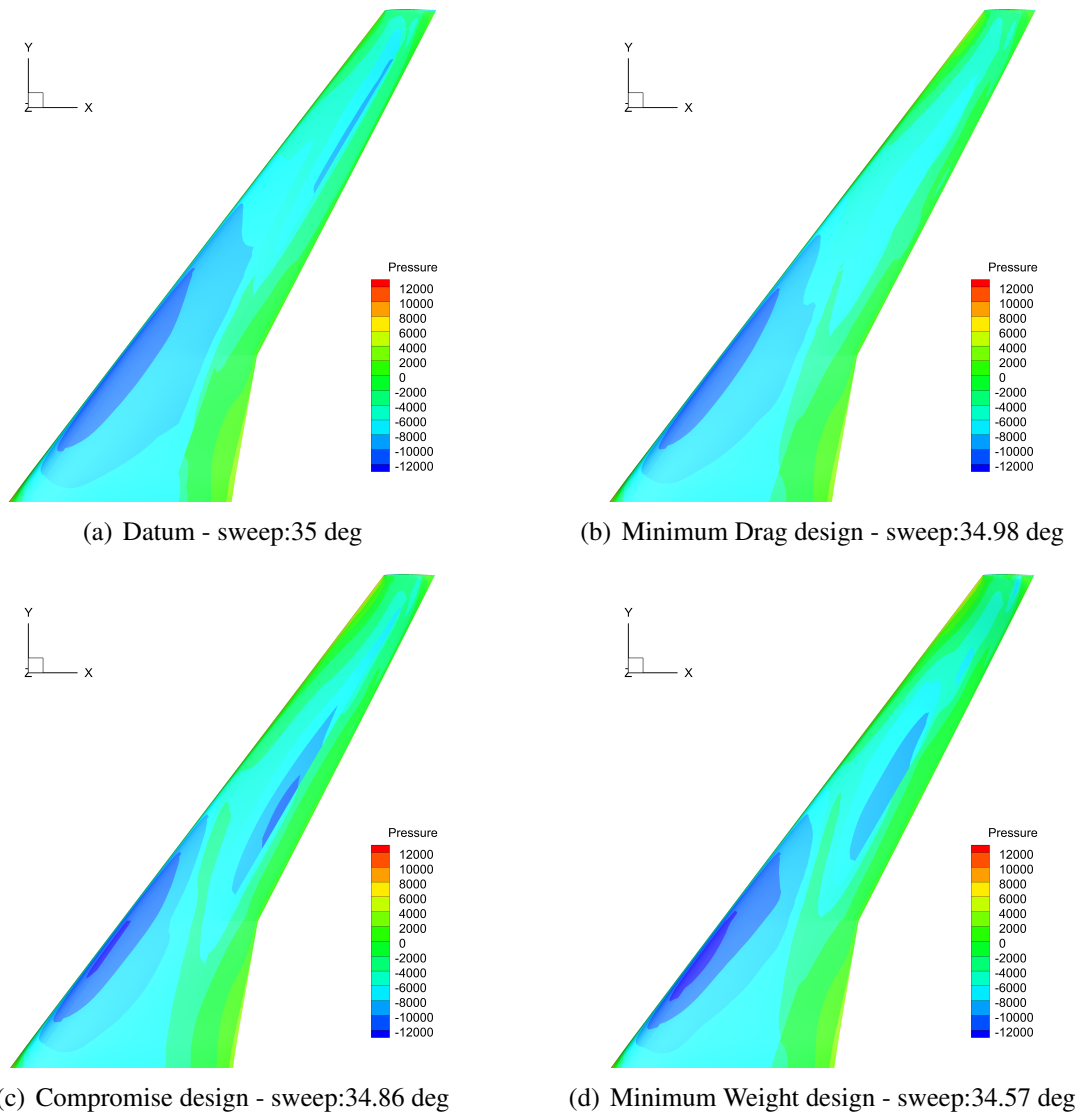 Y
Z
X
Pressure
12000
10000
8000
6000
4000
2000
0
-2000
-4000
-6000
-8000
-10000
-12000
(a) Datum - sweep:35 deg
Y
Z
X
Pressure
12000
10000
8000
6000
4000
2000
0
-2000
-4000
-6000
-8000
-10000
-12000
(b) Minimum Drag design - sweep:34.98 deg
Y
Z
X
Pressure
12000
10000
8000
6000
4000
2000
0
-2000
-4000
-6000
-8000
-10000
-12000
(c) Compromise design - sweep:34.86 deg
Y
Z
X
Pressure
12000
10000
8000
6000
4000
2000
0
-2000
-4000
-6000
-8000
-10000
-12000
(d) Minimum Weight design - sweep:34.57 deg